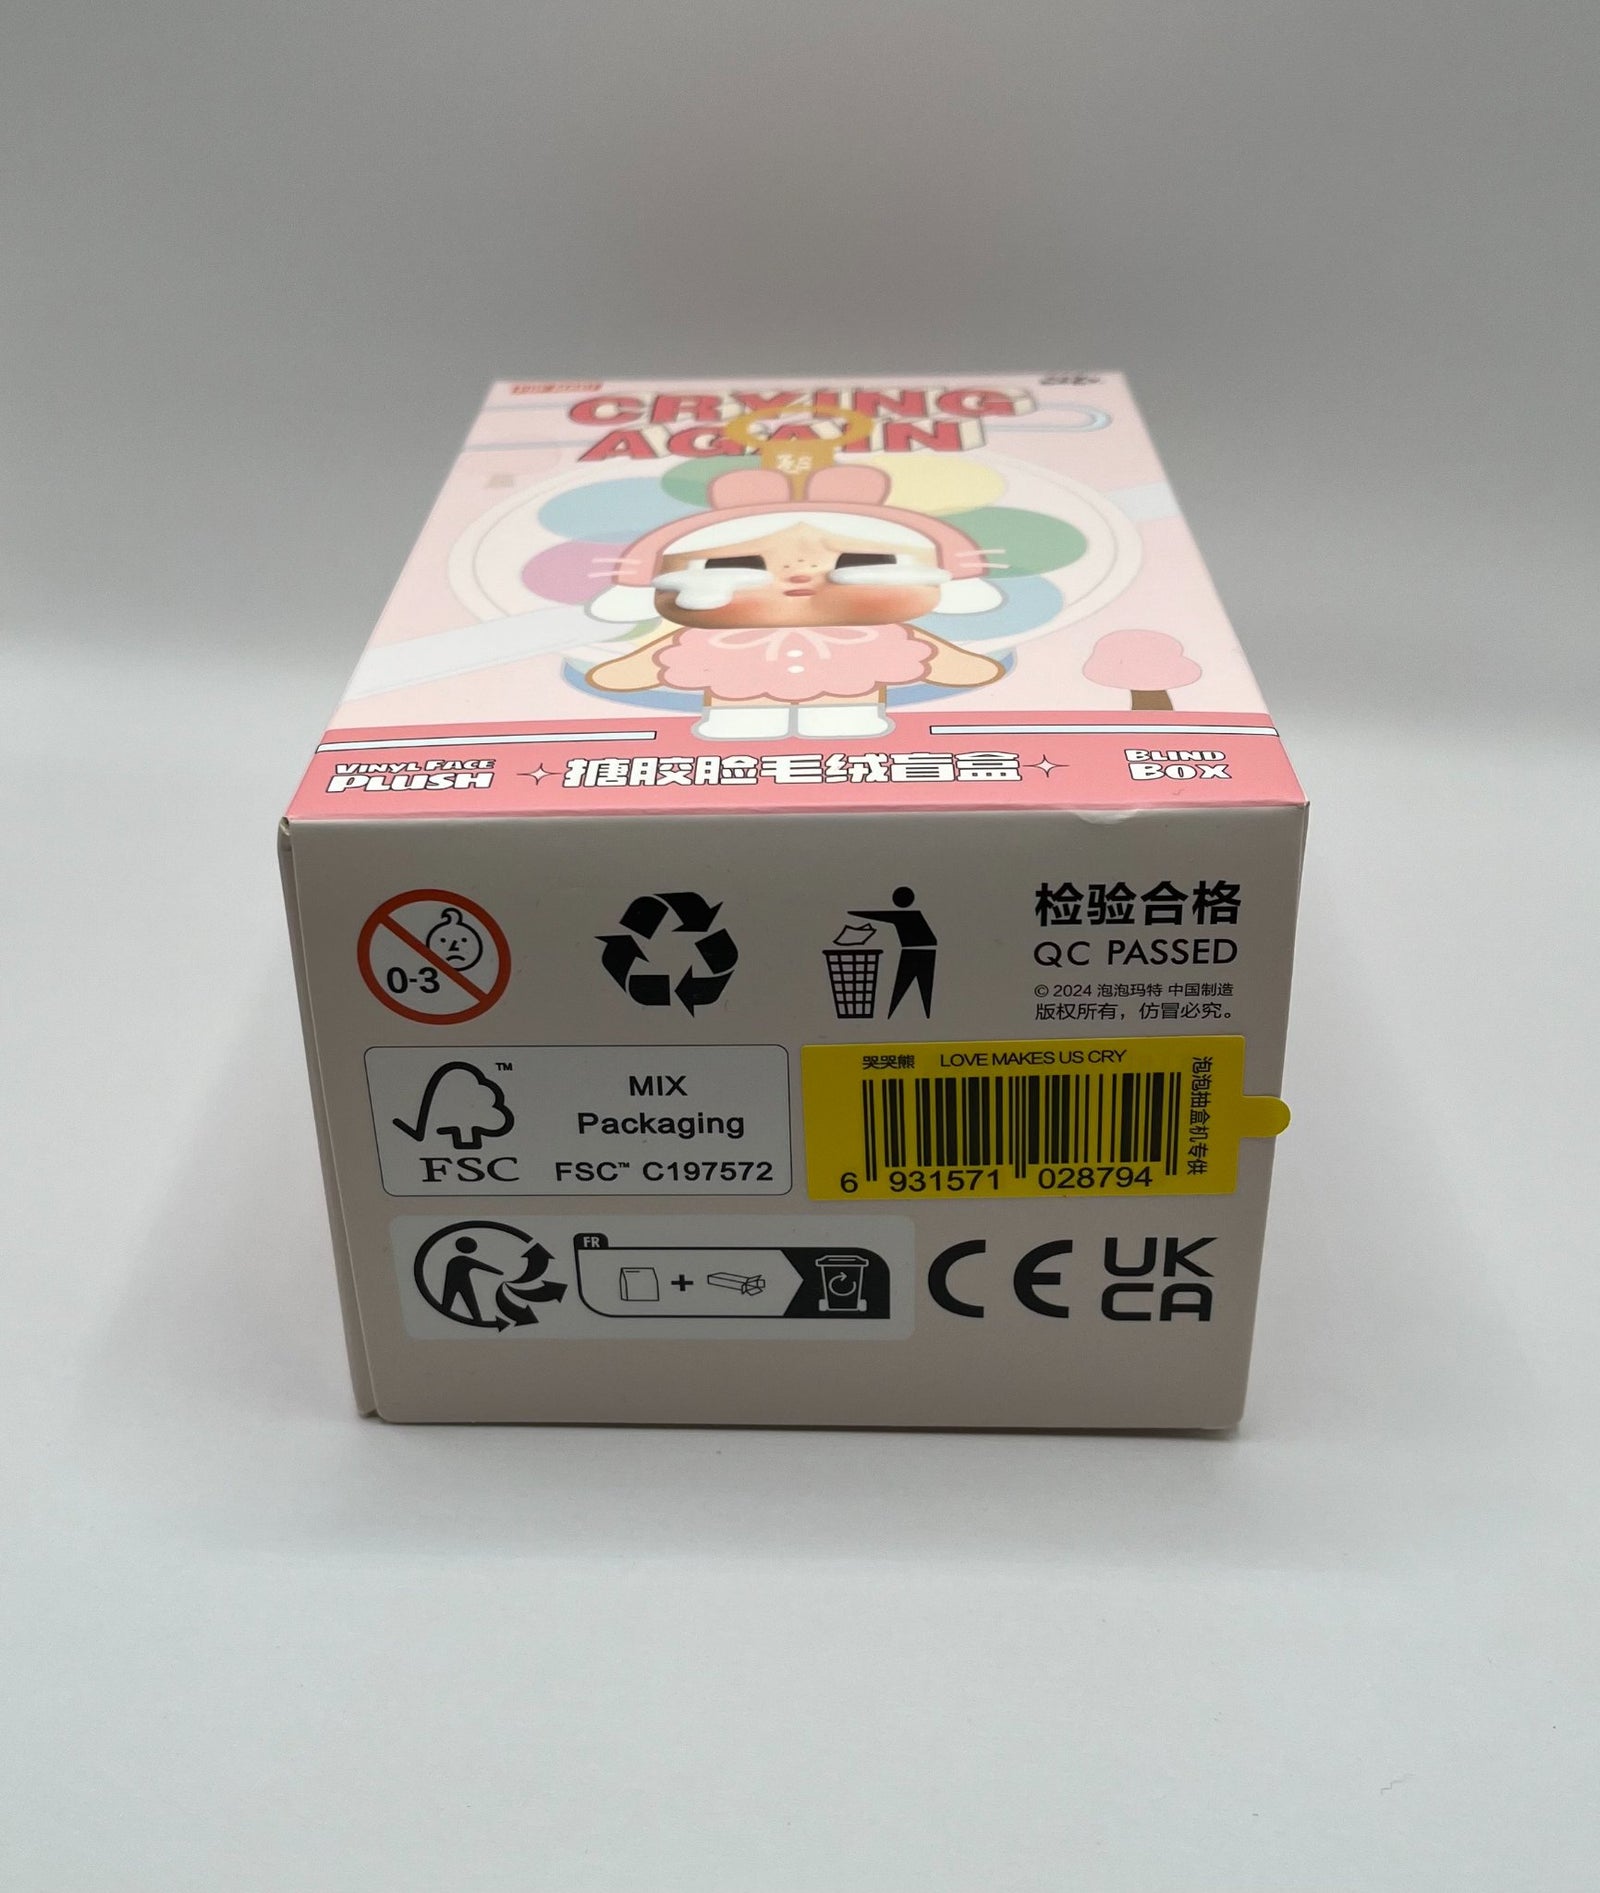 CRYING
AGAIN
VINYL FACE
PLUSH
搪胶脸毛绒盲盒
BLIND
BOX
0-3
检验合格
QC PASSED
© 2024 泡泡玛特 中国制造
版权所有，仿冒必究。
TM
FSC
MIX
Packaging
FSC™ C197572
哭哭熊 LOVE MAKES US CRY
6 931571 028794
泡泡抽盒机专供
FR
CE
UK
CA